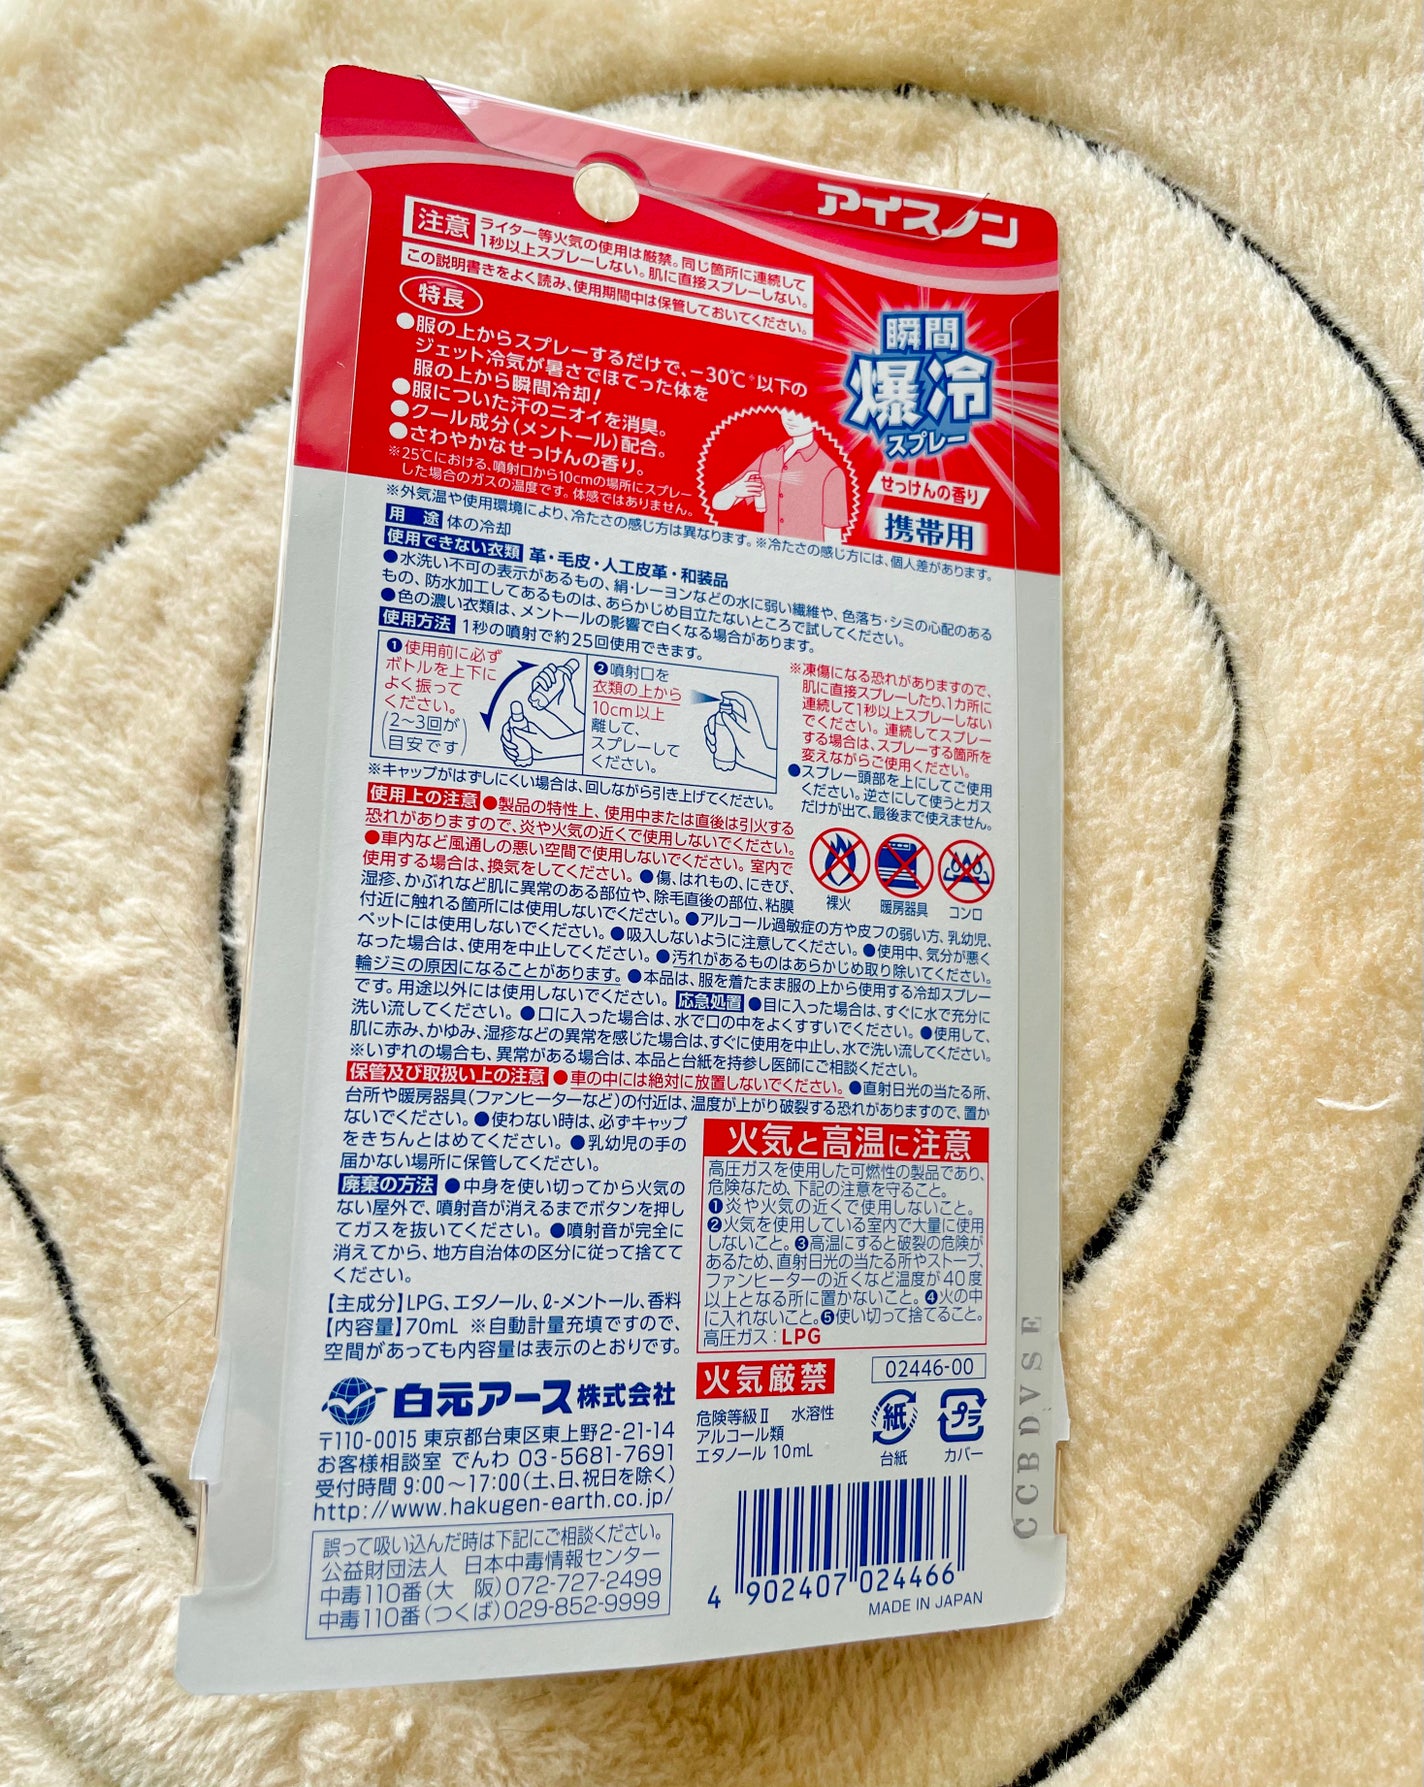 アイスノン
注意
ライター等火気の使用は厳禁。同じ箇所に連続して
1秒以上スプレーしない。肌に直接スプレーしない。
この説明書きをよく読み、使用期間中は保管しておいてください。
特長
●服の上からスプレーするだけで、−30℃※以下の
ジェット冷気が暑さでほてった体を
服の上から瞬間冷却!
●服についた汗のニオイを消臭。
●クール成分(メントール)配合。
●さわやかなせっけんの香り。
※25℃における、噴射口から10cmの場所にスプレー
した場合のガスの温度です。体感ではありません。
瞬間
爆冷
スプレー
せっけんの香り
携帯用
※外気温や使用環境により、冷たさの感じ方は異なります。※冷たさの感じ方には、個人差があります。
用 途 体の冷却
使用できない衣類 革・毛皮・人工皮革・和装品
●水洗い不可の表示があるもの、絹・レーヨンなどの水に弱い繊維や、色落ち・シミの心配のある
もの、防水加工してあるものは、あらかじめ目立たないところで試してください。
●色の濃い衣類は、メントールの影響で白くなる場合があります。
使用方法 1秒の噴射で約25回使用できます。
❶使用前に必ず
ボトルを上下に
よく振って
ください。
(2〜3回が
目安です)
❷噴射口を
衣類の上から
10cm以上
離して、
スプレーして
ください。
※凍傷になる恐れがありますので、
肌に直接スプレーしたり、1カ所に
連続して1秒以上スプレーしない
でください。連続してスプレー
する場合は、スプレーする箇所を
変えながらご使用ください。
●スプレー頭部を上にしてご使用
ください。逆さにして使うとガス
だけが出て、最後まで使えません。
※キャップがはずしにくい場合は、回しながら引き上げてください。
使用上の注意 ●製品の特性上、使用中または直後は引火する
恐れがありますので、炎や火気の近くで使用しないでください。
●車内など風通しの悪い空間で使用しないでください。室内で
使用する場合は、換気をしてください。●傷、はれもの、にきび、
湿疹、かぶれなど肌に異常のある部位や、除毛直後の部位、粘膜
付近に触れる箇所には使用しないでください。●アルコール過敏症の方や皮フの弱い方、乳幼児、
ペットには使用しないでください。●吸入しないように注意してください。●使用中、気分が悪く
なった場合は、使用を中止してください。●汚れがあるものはあらかじめ取り除いてください。
輪ジミの原因になることがあります。●本品は、服を着たまま服の上から使用する冷却スプレー
です。用途以外には使用しないでください。応急処置 ●目に入った場合は、すぐに水で充分に
洗い流してください。●口に入った場合は、水で口の中をよくすすいでください。●使用して、
肌に赤み、かゆみ、湿疹などの異常を感じた場合は、すぐに使用を中止し、水で洗い流してください。
※いずれの場合も、異常がある場合は、本品と台紙を持参し医師にご相談ください。
裸火
暖房器具
コンロ
保管及び取扱い上の注意 ●車の中には絶対に放置しないでください。●直射日光の当たる所、
台所や暖房器具(ファンヒーターなど)の付近は、温度が上がり破裂する恐れがありますので、置か
ないでください。●使わない時は、必ずキャップ
をきちんとはめてください。●乳幼児の手の
届かない場所に保管してください。
廃棄の方法 ●中身を使い切ってから火気の
ない屋外で、噴射音が消えるまでボタンを押し
てガスを抜いてください。●噴射音が完全に
消えてから、地方自治体の区分に従って捨てて
ください。
【主成分】LPG、エタノール、ℓ-メントール、香料
【内容量】70mL ※自動計量充填ですので、
空間があっても内容量は表示のとおりです。
火気と高温に注意
高圧ガスを使用した可燃性の製品であり、
危険なため、下記の注意を守ること。
❶炎や火気の近くで使用しないこと。
❷火気を使用している室内で大量に使用
しないこと。❸高温にすると破裂の危険が
あるため、直射日光の当たる所やストーブ、
ファンヒーターの近くなど温度が40度
以上となる所に置かないこと。❹火の中
に入れないこと。❺使い切って捨てること。
高圧ガス：LPG
火気厳禁
危険等級Ⅱ 水溶性
アルコール類
エタノール 10mL
02446-00
紙
台紙
プラ
カバー
白元アース株式会社
〒110-0015 東京都台東区東上野2-21-14
お客様相談室 でんわ 03-5681-7691
受付時間 9:00〜17:00(土、日、祝日を除く)
http://www.hakugen-earth.co.jp/
誤って吸い込んだ時は下記にご相談ください。
公益財団法人 日本中毒情報センター
中毒110番(大 阪)072-727-2499
中毒110番(つくば)029-852-9999
4 902407 024466
MADE IN JAPAN
CCBDVSE